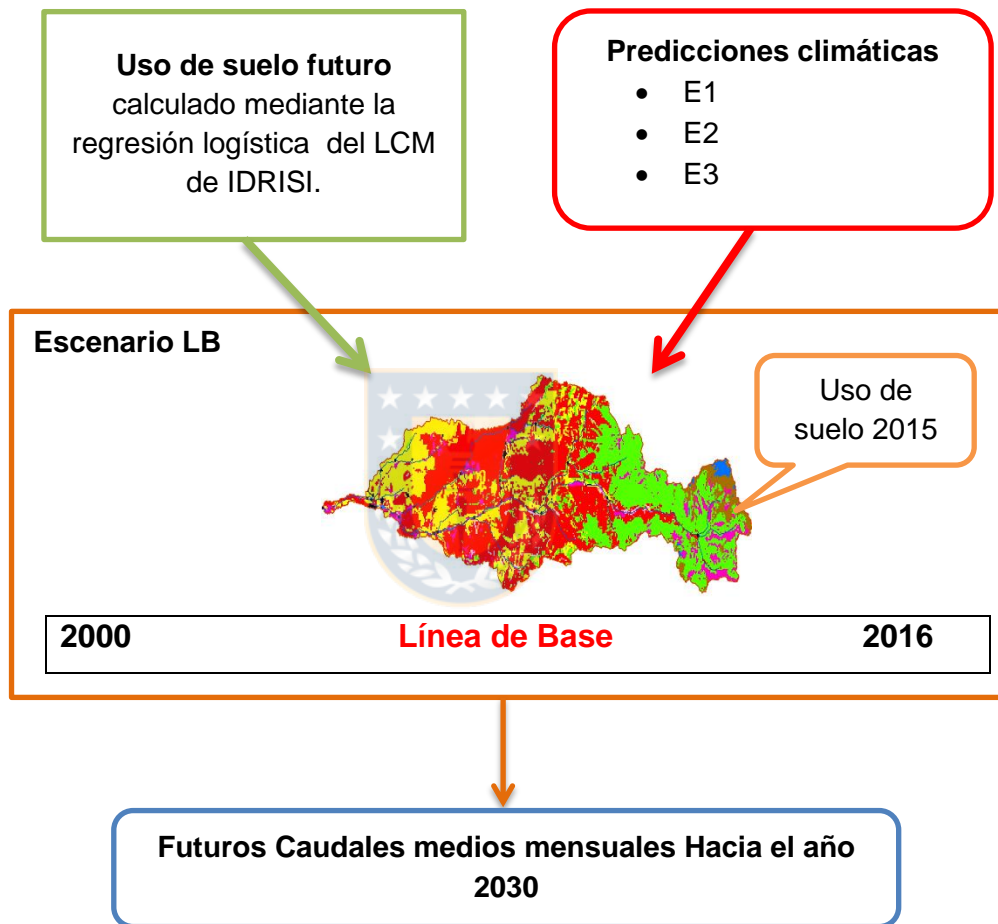 Uso de suelo futuro
calculado mediante la
regresión logística del LCM
de IDRISI.
Predicciones climáticas
• E1
• E2
• E3
Escenario LB
Uso de
suelo 2015
2000 Línea de Base 2016
Futuros Caudales medios mensuales Hacia el año
2030